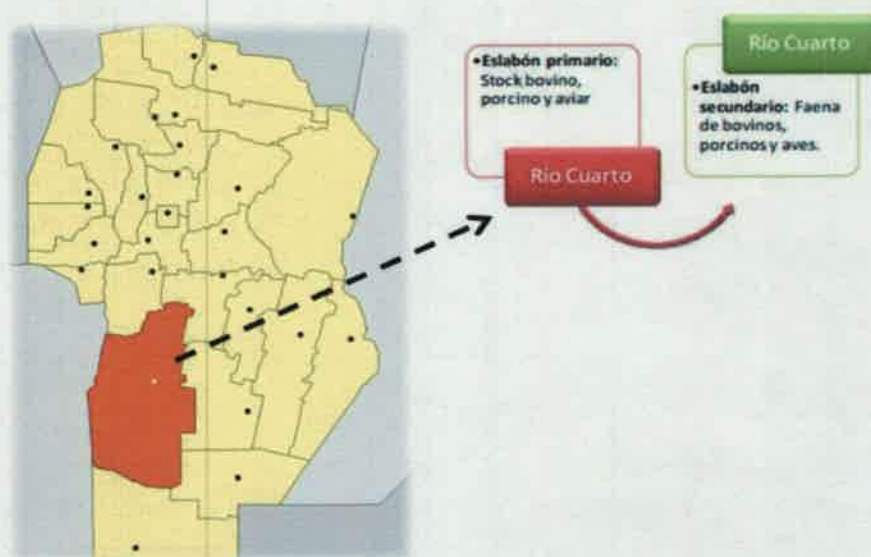 •Eslabón primario:
Stock bovino,
porcino y aviar
Río Cuarto
Río Cuarto
•Eslabón
secundario: Faena
de bovinos,
porcinos y aves.